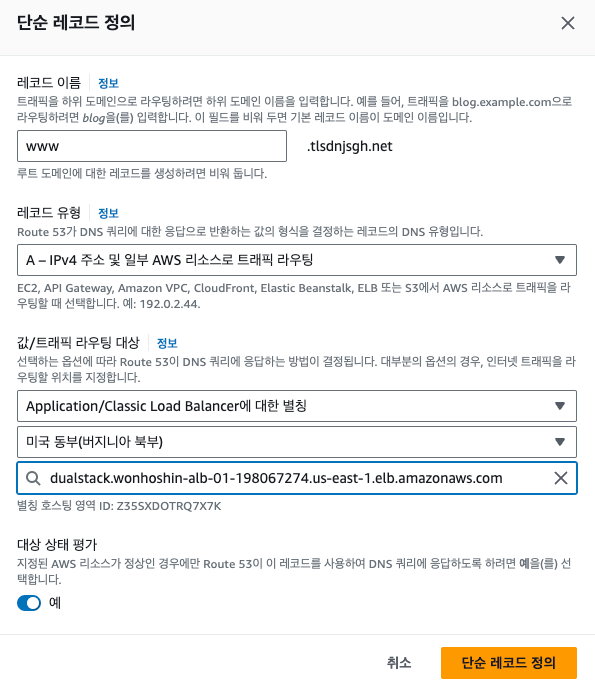 단순 레코드 정의
레코드 이름 정보
트래픽을 하위 도메인으로 라우팅하려면 하위 도메인 이름을 입력합니다. 예를 들어, 트래픽을 blog.example.com으로
라우팅하려면 blog을(를) 입력합니다. 이 필드를 비워 두면 기본 레코드 이름이 도메인 이름입니다.
www .tlsdnjsgh.net
루트 도메인에 대한 레코드를 생성하려면 비워 둡니다.
레코드 유형 정보
Route 53가 DNS 쿼리에 대한 응답으로 반환하는 값의 형식을 결정하는 레코드의 DNS 유형입니다.
A – IPv4 주소 및 일부 AWS 리소스로 트래픽 라우팅
EC2, API Gateway, Amazon VPC, CloudFront, Elastic Beanstalk, ELB 또는 S3에서 AWS 리소스로 트래픽을 라
우팅할 때 선택합니다. 예: 192.0.2.44.
값/트래픽 라우팅 대상 정보
선택하는 옵션에 따라 Route 53이 DNS 쿼리에 응답하는 방법이 결정됩니다. 대부분의 옵션의 경우, 인터넷 트래픽을 라
우팅할 위치를 지정합니다.
Application/Classic Load Balancer에 대한 별칭
미국 동부(버지니아 북부)
dualstack.wonhoshin-alb-01-198067274.us-east-1.elb.amazonaws.com
별칭 호스팅 영역 ID: Z35SXDOTRQ7X7K
대상 상태 평가
지정된 AWS 리소스가 정상인 경우에만 Route 53이 이 레코드를 사용하여 DNS 쿼리에 응답하도록 하려면 예을(를) 선
택합니다.
예
취소 단순 레코드 정의